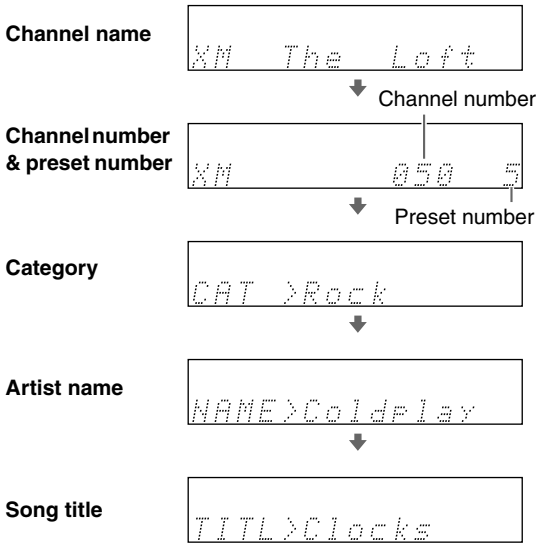 Channel name
XM The Loft
Channel number
Channel number
& preset number
XM 050 5
Preset number
Category
CAT >Rock
Artist name
NAME>Coldplay
Song title
TITL>Clocks